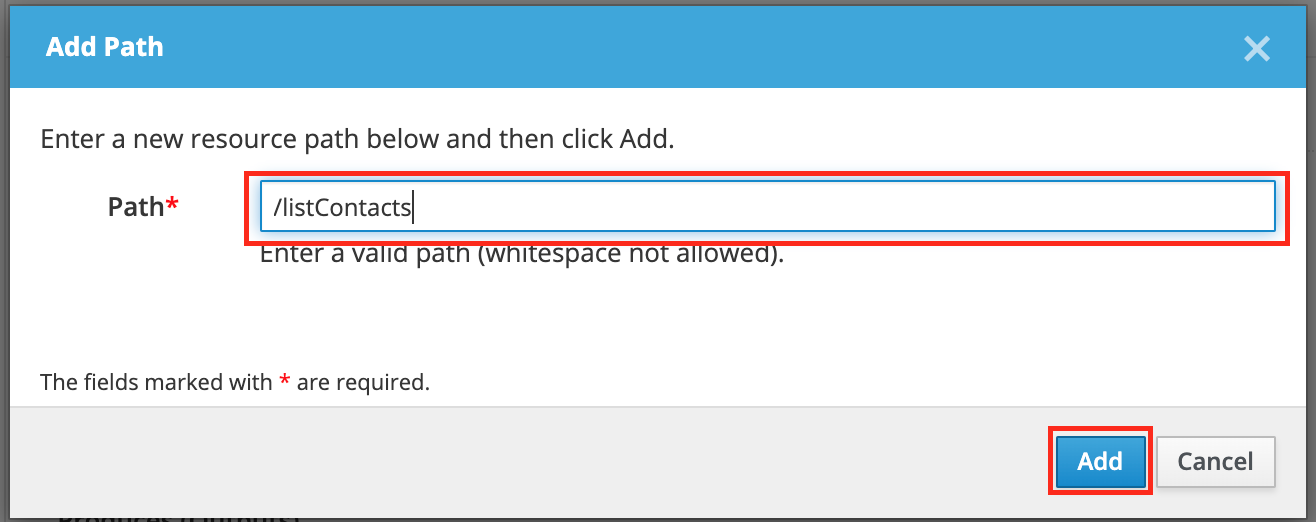 Add Path
Enter a new resource path below and then click Add.
Path*
/listContacts
Enter a valid path (whitespace not allowed).
The fields marked with * are required.
Add Cancel